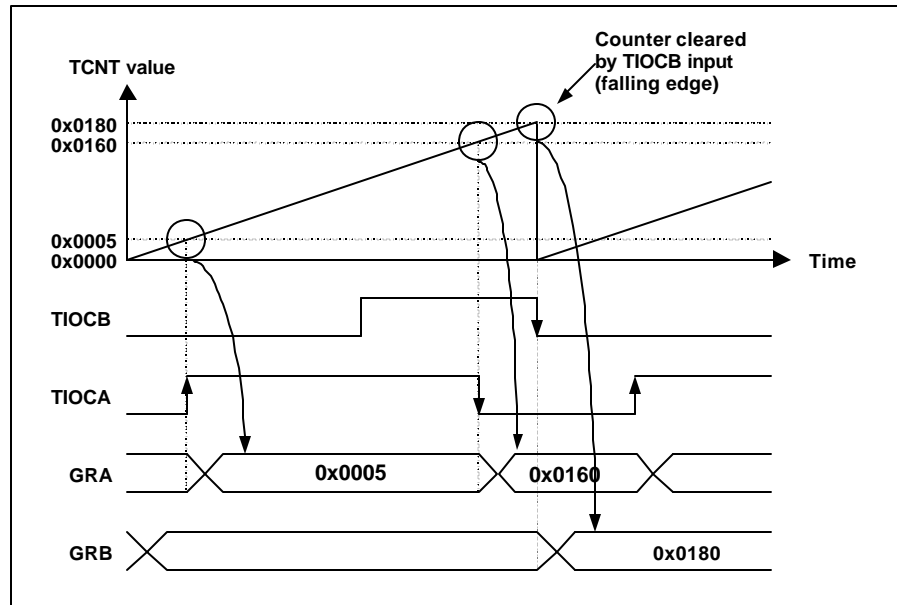 Counter cleared
by TIOCB input
(falling edge)
TCNT value
0x0180
0x0160
0x0005
0x0000
Time
TIOCB
TIOCA
GRA
0x0005
0x0160
GRB
0x0180